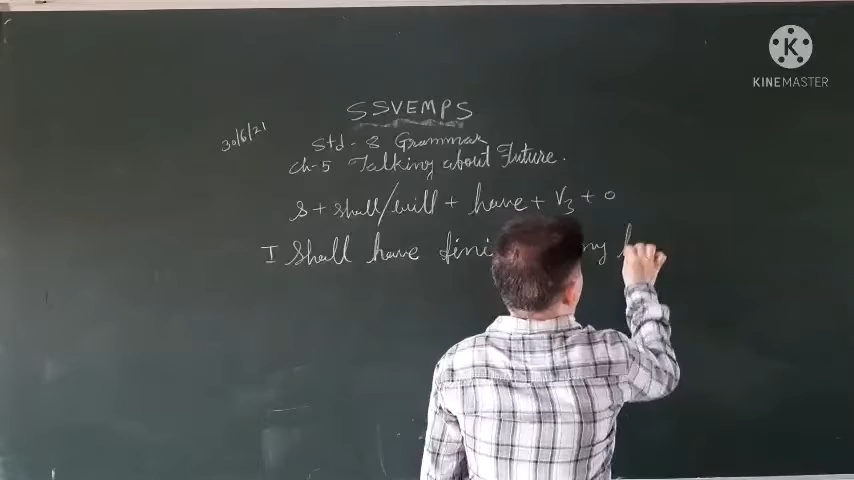 KINEMASTER
SSVEMPS
30/6/21
Std - 8 Grammar
Ch-5 Talking about Future.
S + shall/will + have + V3 + O
I Shall have my